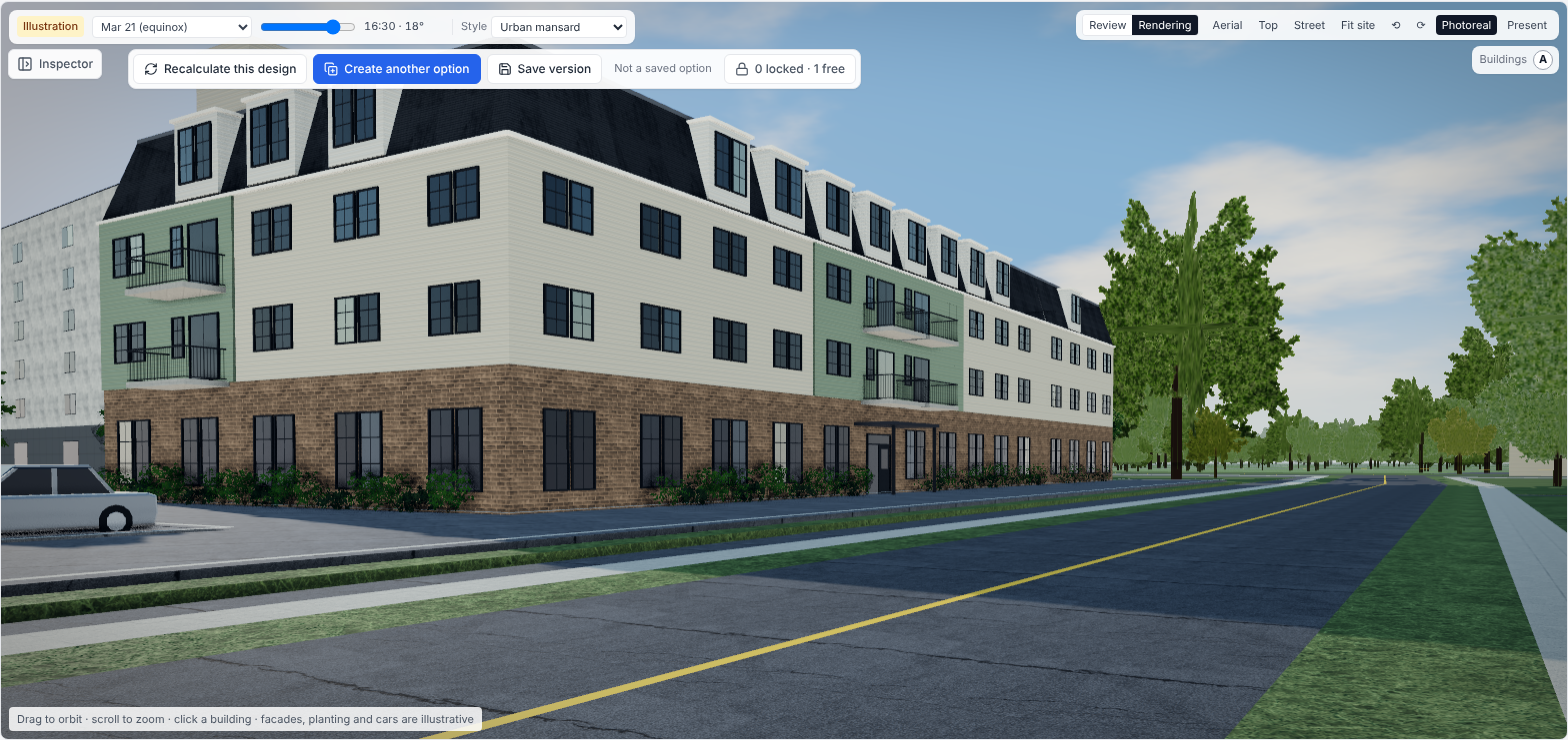 Illustration Mar 21 (equinox) 16:30 · 18° Style Urban mansard Review Rendering Aerial Top Street Fit site Photoreal Present
Inspector Recalculate this design Create another option Save version Not a saved option 0 locked · 1 free Buildings A
Drag to orbit · scroll to zoom · click a building · facades, planting and cars are illustrative